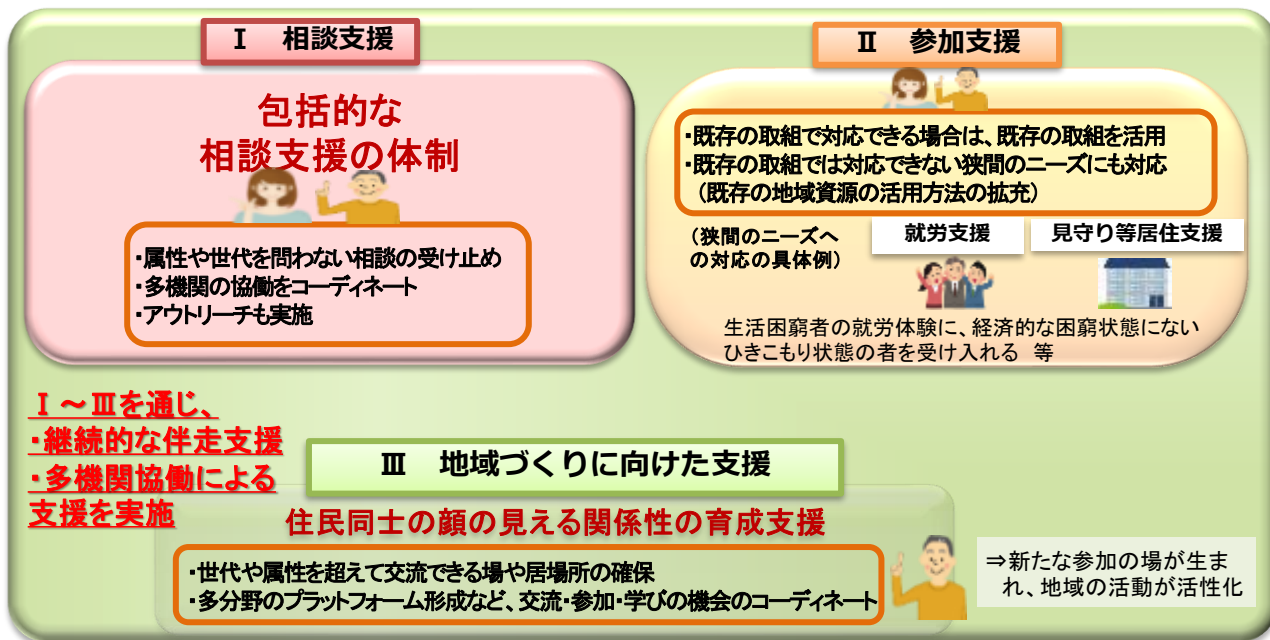 Ⅰ 相談支援
包括的な
相談支援の体制
・属性や世代を問わない相談の受け止め
・多機関の協働をコーディネート
・アウトリーチも実施
Ⅱ 参加支援
・既存の取組で対応できる場合は、既存の取組を活用
・既存の取組では対応できない狭間のニーズにも対応
（既存の地域資源の活用方法の拡充）
（狭間のニーズへ
の対応の具体例）
就労支援
見守り等居住支援
生活困窮者の就労体験に、経済的な困窮状態にない
ひきこもり状態の者を受け入れる 等
Ⅰ～Ⅲを通じ、
・継続的な伴走支援
・多機関協働による
支援を実施
Ⅲ 地域づくりに向けた支援
住民同士の顔の見える関係性の育成支援
・世代や属性を超えて交流できる場や居場所の確保
・多分野のプラットフォーム形成など、交流・参加・学びの機会のコーディネート
⇒新たな参加の場が生ま
れ、地域の活動が活性化